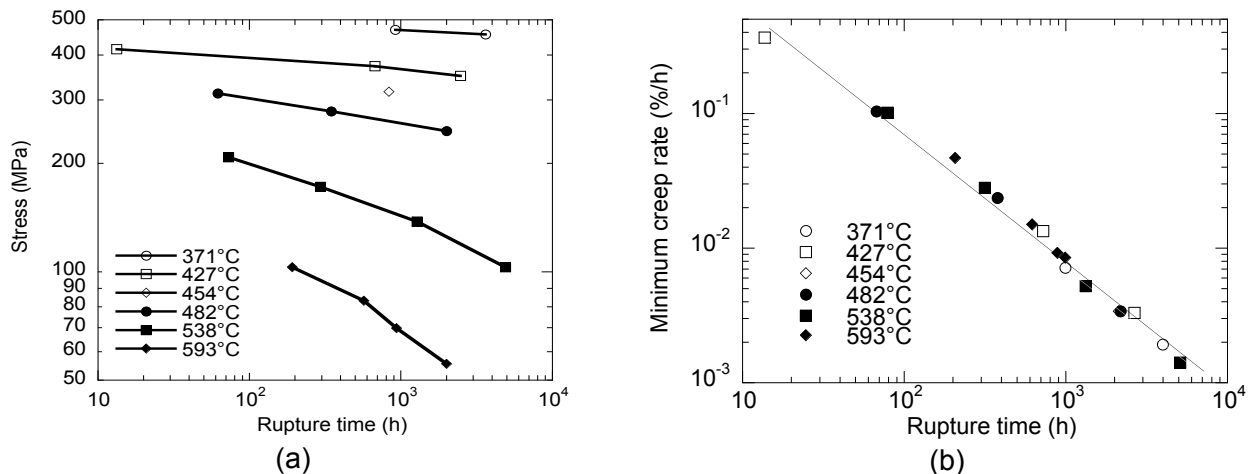 500
400
300
200
100
90
80
70
60
50
Stress (MPa)
371°C
427°C
454°C
482°C
538°C
593°C
10 10² 10³ 10⁴
Rupture time (h)
(a)
10⁻¹
10⁻²
10⁻³
Minimum creep rate (%/h)
371°C
427°C
454°C
482°C
538°C
593°C
10 10² 10³ 10⁴
Rupture time (h)
(b)